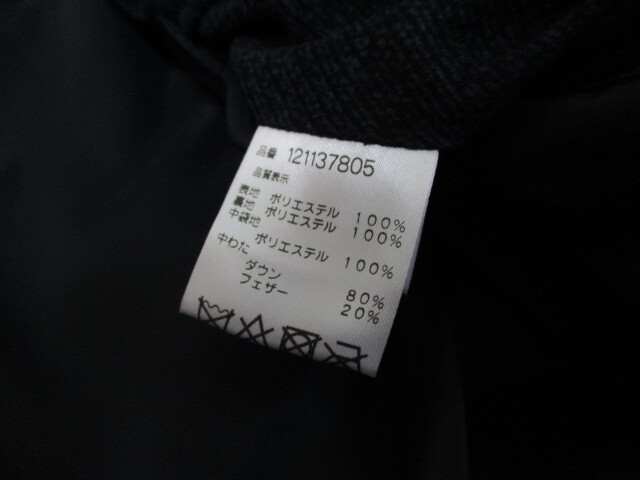 品番 121137805
品質表示
表地 ポリエステル 100%
裏地 ポリエステル 100%
中袋地 ポリエステル 100%
中わた ダウン 80%
フェザー 20%